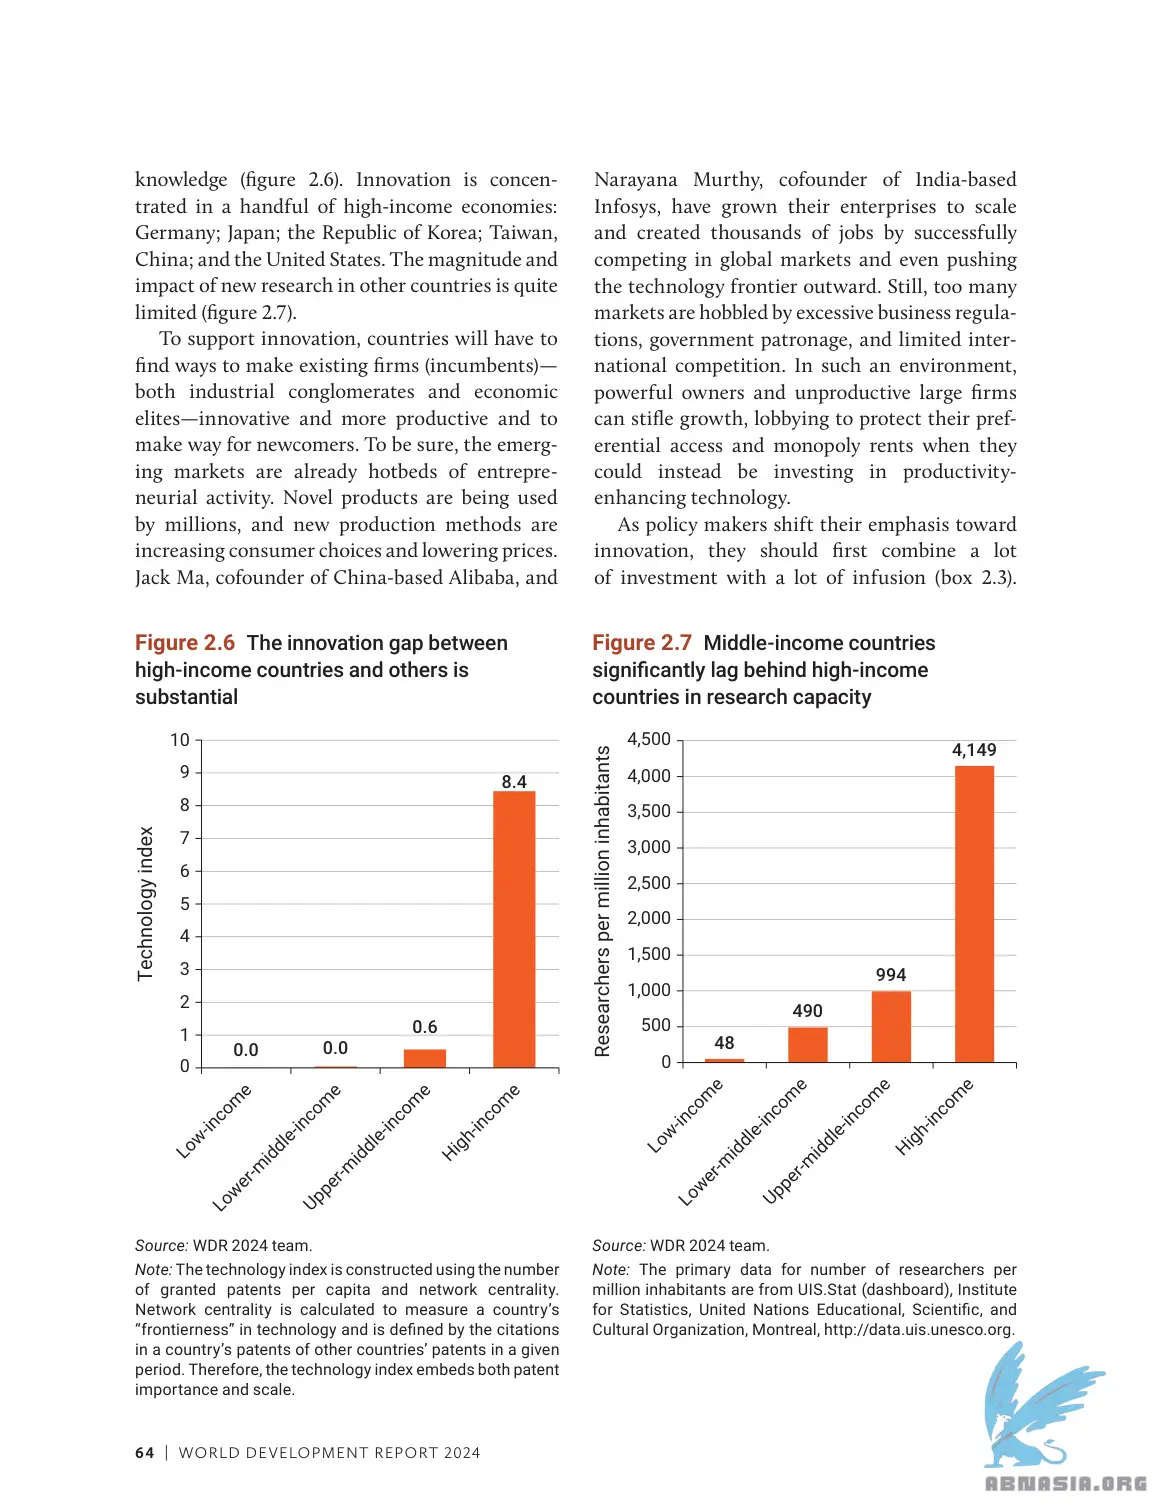 knowledge (figure 2.6). Innovation is concen-
trated in a handful of high-income economies:
Germany; Japan; the Republic of Korea; Taiwan,
China; and the United States. The magnitude and
impact of new research in other countries is quite
limited (figure 2.7).
To support innovation, countries will have to
find ways to make existing firms (incumbents)—
both industrial conglomerates and economic
elites—innovative and more productive and to
make way for newcomers. To be sure, the emerg-
ing markets are already hotbeds of entrepre-
neurial activity. Novel products are being used
by millions, and new production methods are
increasing consumer choices and lowering prices.
Jack Ma, cofounder of China-based Alibaba, and
Narayana Murthy, cofounder of India-based
Infosys, have grown their enterprises to scale
and created thousands of jobs by successfully
competing in global markets and even pushing
the technology frontier outward. Still, too many
markets are hobbled by excessive business regula-
tions, government patronage, and limited inter-
national competition. In such an environment,
powerful owners and unproductive large firms
can stifle growth, lobbying to protect their pref-
erential access and monopoly rents when they
could instead be investing in productivity-
enhancing technology.
As policy makers shift their emphasis toward
innovation, they should first combine a lot
of investment with a lot of infusion (box 2.3).
Figure 2.6 The innovation gap between
high-income countries and others is
substantial
Technology index
10
9
8
7
6
5
4
3
2
1
0
0.0
0.0
0.6
8.4
Low-income
Lower-middle-income
Upper-middle-income
High-income
Source: WDR 2024 team.
Note: The technology index is constructed using the number
of granted patents per capita and network centrality.
Network centrality is calculated to measure a country’s
“frontierness” in technology and is defined by the citations
in a country’s patents of other countries’ patents in a given
period. Therefore, the technology index embeds both patent
importance and scale.
Figure 2.7 Middle-income countries
significantly lag behind high-income
countries in research capacity
Researchers per million inhabitants
4,500
4,000
3,500
3,000
2,500
2,000
1,500
1,000
500
0
48
490
994
4,149
Low-income
Lower-middle-income
Upper-middle-income
High-income
Source: WDR 2024 team.
Note: The primary data for number of researchers per
million inhabitants are from UIS.Stat (dashboard), Institute
for Statistics, United Nations Educational, Scientific, and
Cultural Organization, Montreal, http://data.uis.unesco.org.
64 | WORLD DEVELOPMENT REPORT 2024
ABNASIA.ORG